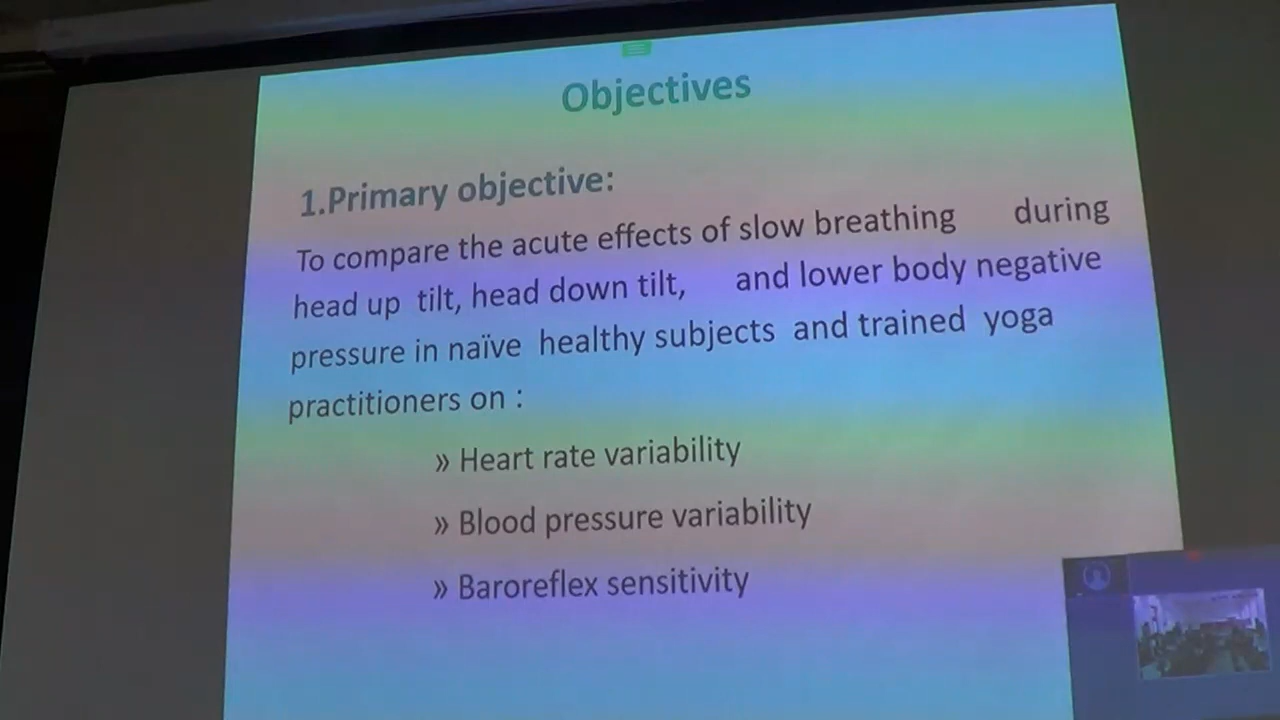 Objectives
1.Primary objective:
To compare the acute effects of slow breathing during
head up tilt, head down tilt, and lower body negative
pressure in naïve healthy subjects and trained yoga
practitioners on :
» Heart rate variability
» Blood pressure variability
» Baroreflex sensitivity